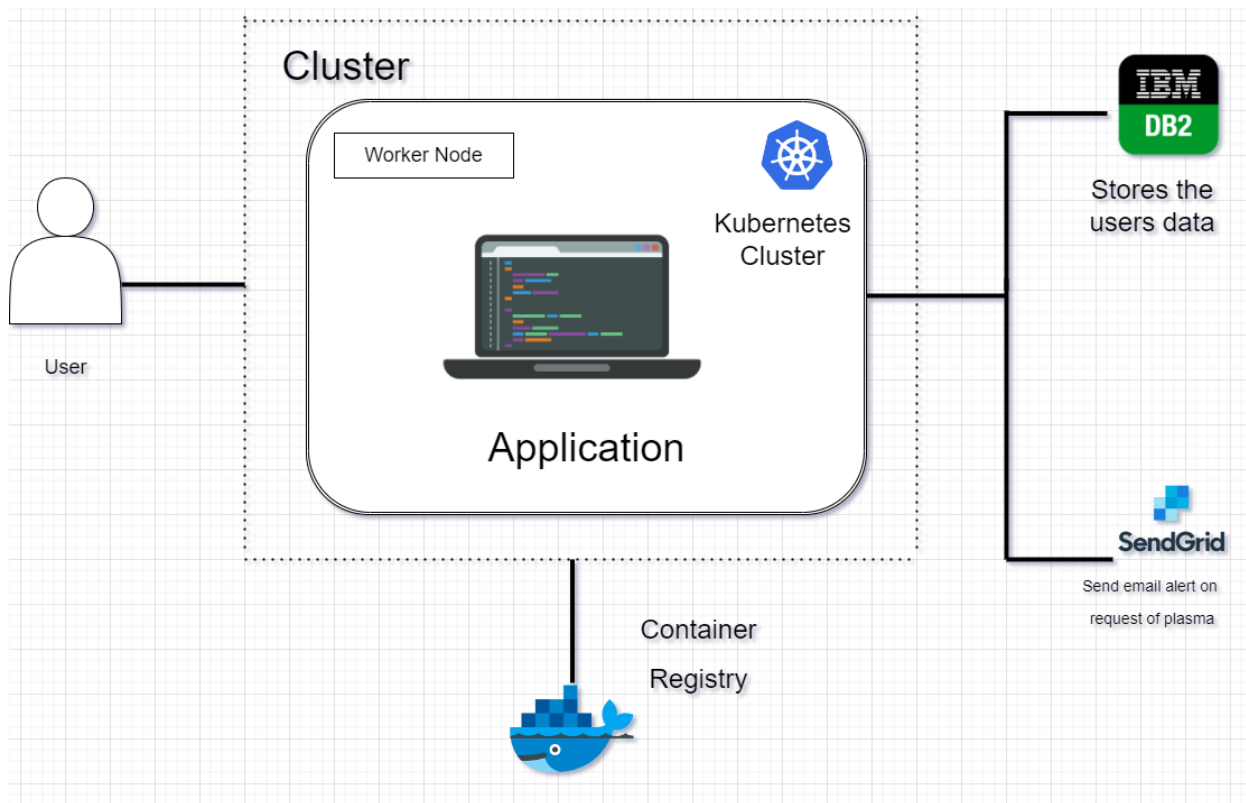 Cluster
Worker Node
Kubernetes
Cluster
Application
User
IBM
DB2
Stores the
users data
SendGrid
Send email alert on
request of plasma
Container
Registry